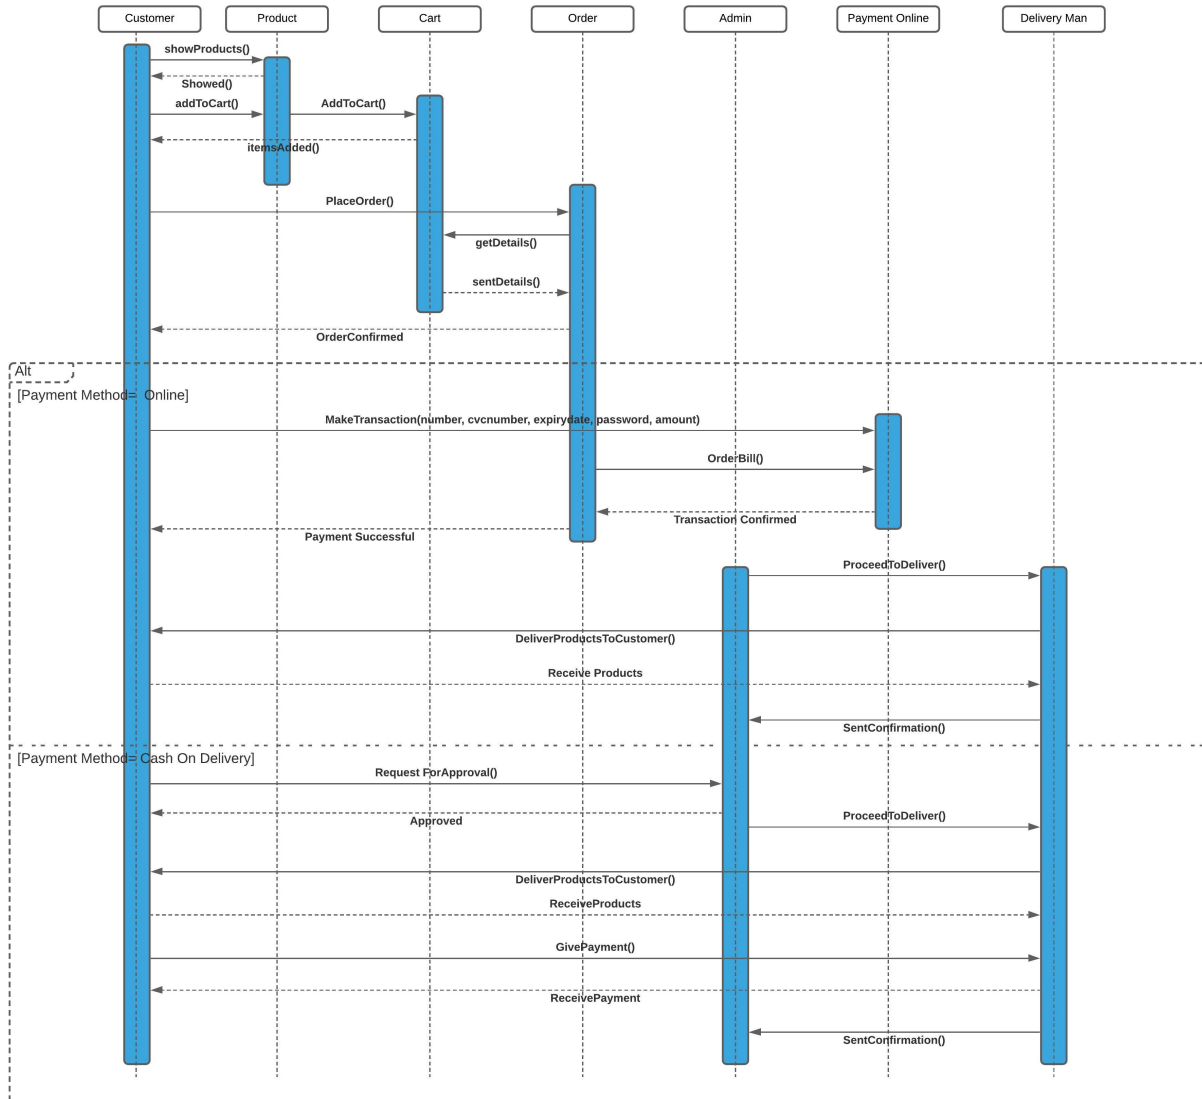 Customer
Product
Cart
Order
Admin
Payment Online
Delivery Man
showProducts()
Showed()
addToCart()
AddToCart()
itemsAdded()
PlaceOrder()
getDetails()
sentDetails()
OrderConfirmed
Alt
[Payment Method= Online]
MakeTransaction(number, cvcnumber, expirydate, password, amount)
OrderBill()
Transaction Confirmed
Payment Successful
ProceedToDeliver()
DeliverProductsToCustomer()
Receive Products
SentConfirmation()
[Payment Method= Cash On Delivery]
Request ForApproval()
Approved
ProceedToDeliver()
DeliverProductsToCustomer()
ReceiveProducts
GivePayment()
ReceivePayment
SentConfirmation()